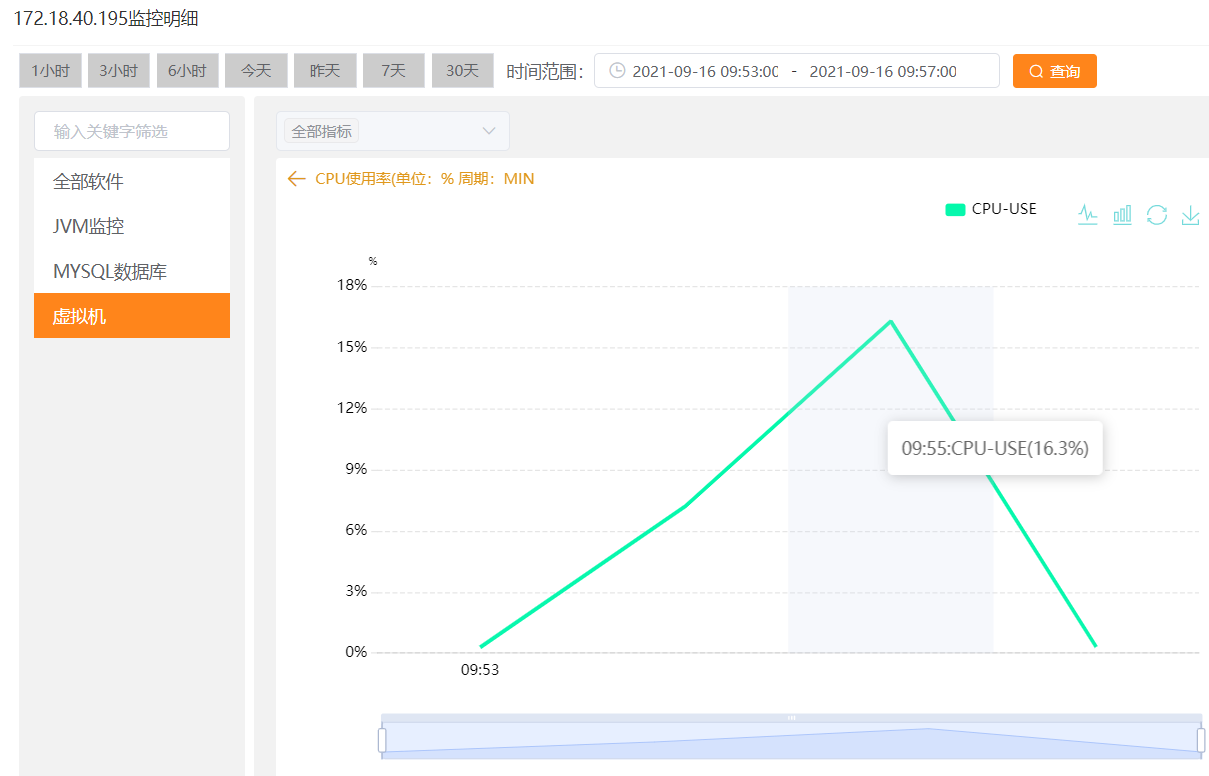 172.18.40.195监控明细
1小时 3小时 6小时 今天 昨天 7天 30天 时间范围： 2021-09-16 09:53:00 - 2021-09-16 09:57:00 查询
输入关键字筛选
全部软件
JVM监控
MYSQL数据库
虚拟机
全部指标
CPU使用率(单位：% 周期：MIN
CPU-USE
%
18%
15%
12%
9%
6%
3%
0%
09:55:CPU-USE(16.3%)
09:53